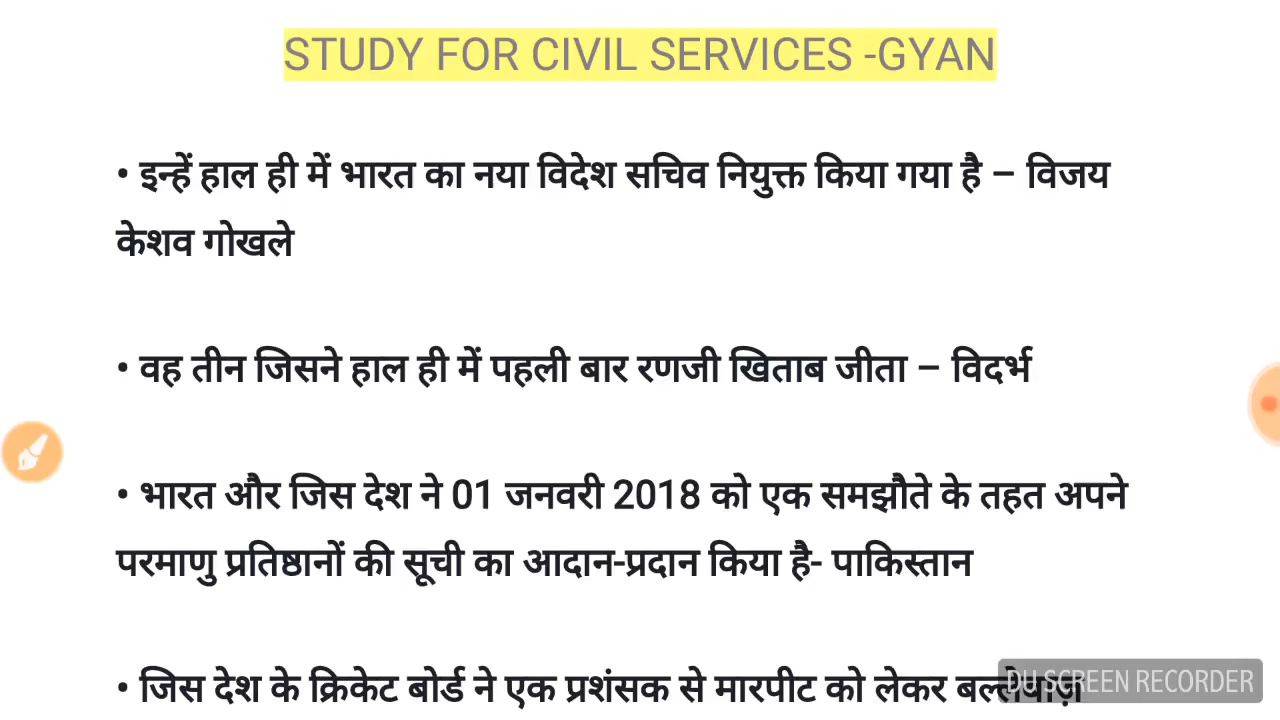 STUDY FOR CIVIL SERVICES -GYAN
• इन्हें हाल ही में भारत का नया विदेश सचिव नियुक्त किया गया है – विजय
केशव गोखले
• वह तीन जिसने हाल ही में पहली बार रणजी खिताब जीता – विदर्भ
• भारत और जिस देश ने 01 जनवरी 2018 को एक समझौते के तहत अपने
परमाणु प्रतिष्ठानों की सूची का आदान-प्रदान किया है- पाकिस्तान
• जिस देश के क्रिकेट बोर्ड ने एक प्रशंसक से मारपीट को लेकर बल्लेबाज़
DU SCREEN RECORDER